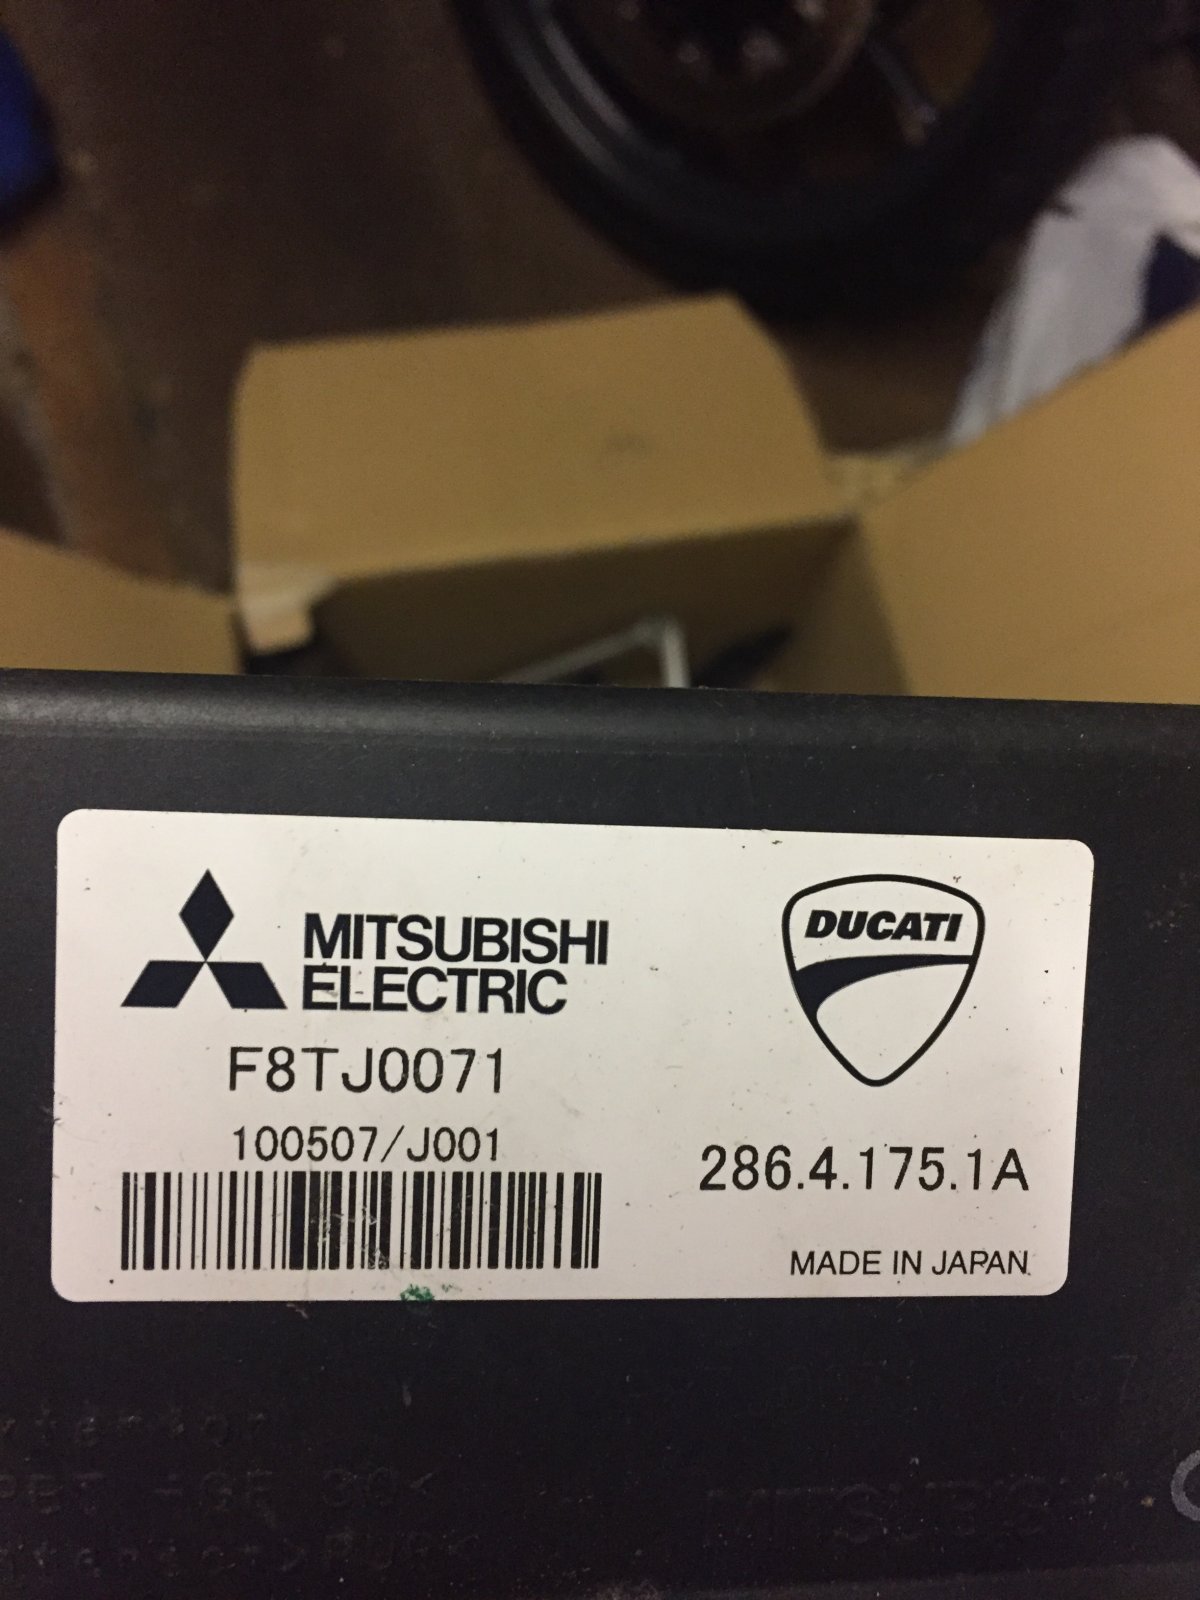 MITSUBISHI
ELECTRIC
DUCATI
F8TJ0071
100507/J001
286.4.175.1A
MADE IN JAPAN